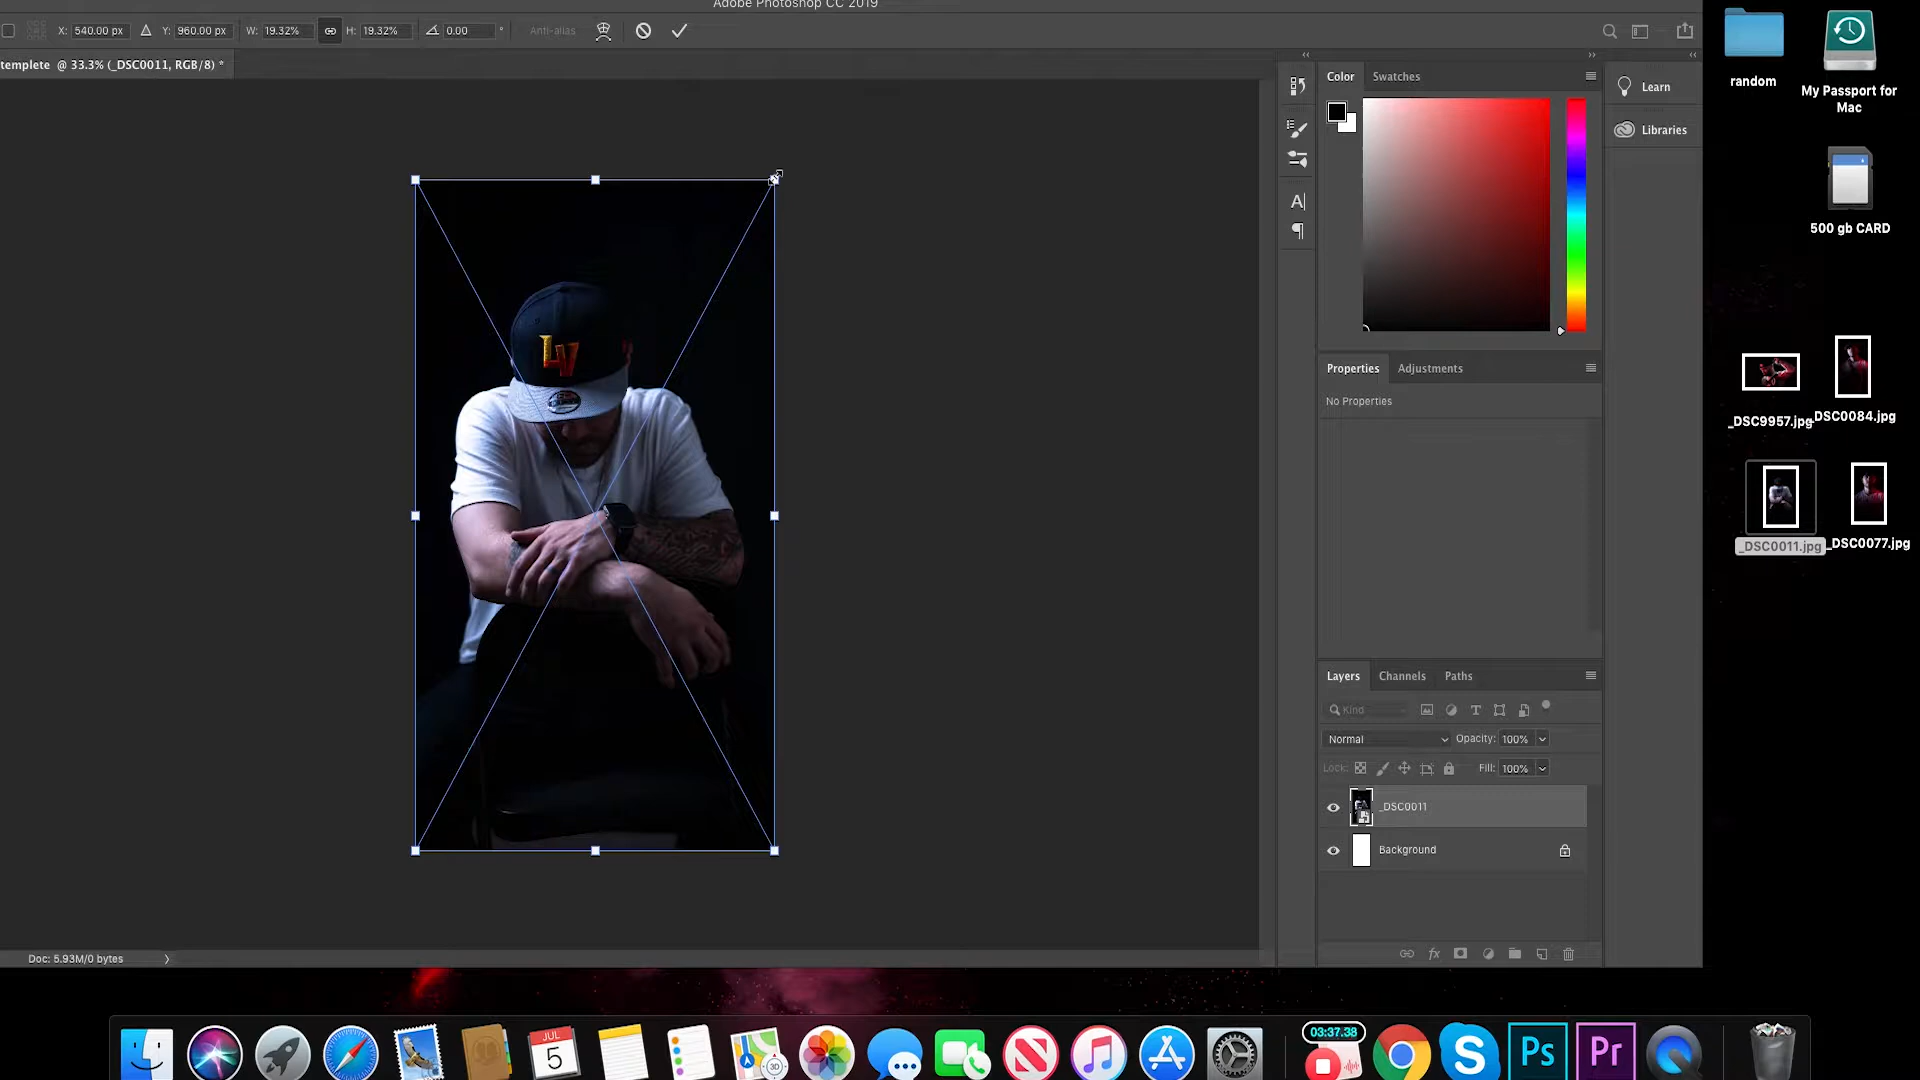 Adobe Photoshop CC 2019
X: 540.00 px Y: 960.00 px W: 19.32% H: 19.32% 0.00 ° Anti-alias
templete @ 33.3% (_DSC0011, RGB/8) *
Color Swatches
Learn
Libraries
Properties Adjustments
No Properties
Layers Channels Paths
Kind
Normal Opacity: 100%
Lock: Fill: 100%
_DSC0011
Background
Doc: 5.93M/0 bytes
random
My Passport for
Mac
500 gb CARD
_DSC9957.jpg
DSC0084.jpg
_DSC0011.jpg
_DSC0077.jpg
LV
JUL
5
3D
03:37.38
Ps
Pr